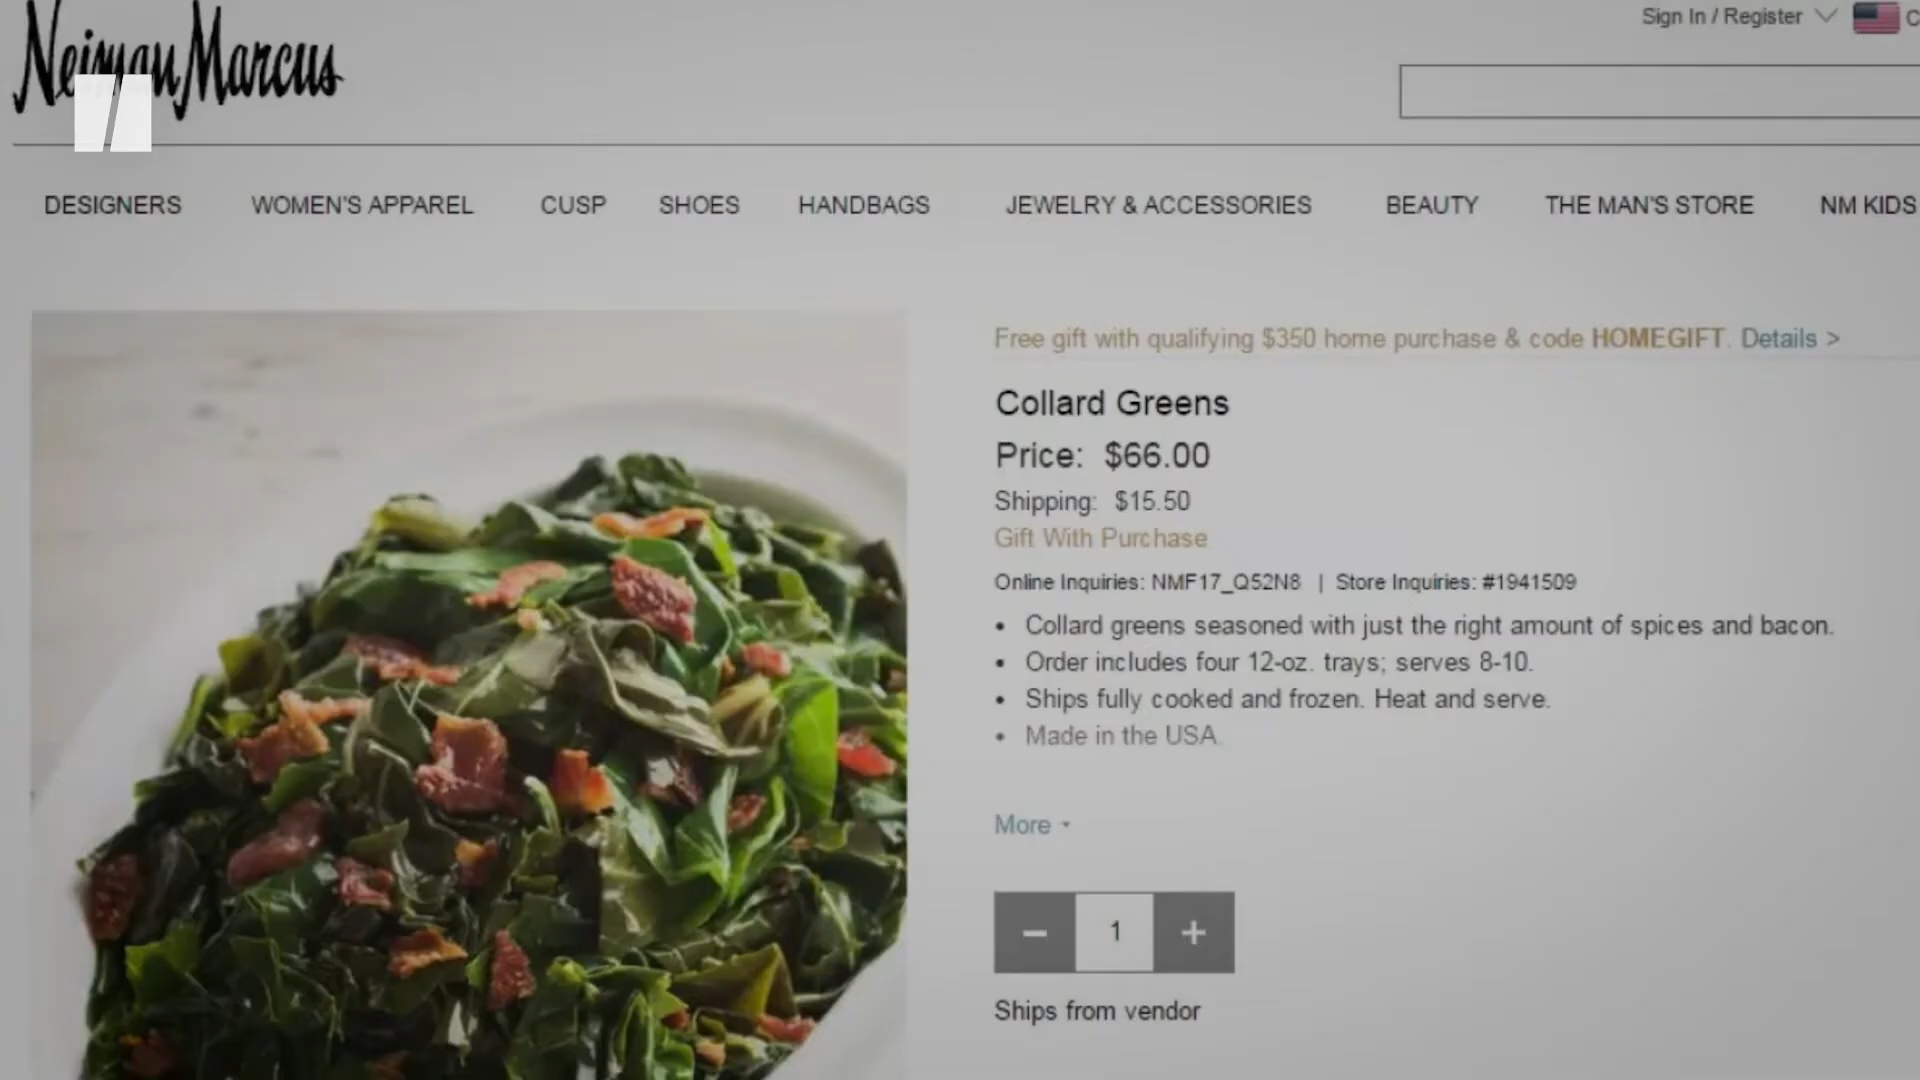 Neiman Marcus
Sign In / Register
DESIGNERS WOMEN'S APPAREL CUSP SHOES HANDBAGS JEWELRY & ACCESSORIES BEAUTY THE MAN'S STORE NM KIDS
Free gift with qualifying $350 home purchase & code HOMEGIFT. Details >
Collard Greens
Price: $66.00
Shipping: $15.50
Gift With Purchase
Online Inquiries: NMF17_Q52N8 | Store Inquiries: #1941509
• Collard greens seasoned with just the right amount of spices and bacon.
• Order includes four 12-oz. trays; serves 8-10.
• Ships fully cooked and frozen. Heat and serve.
• Made in the USA.
More
− 1 +
Ships from vendor